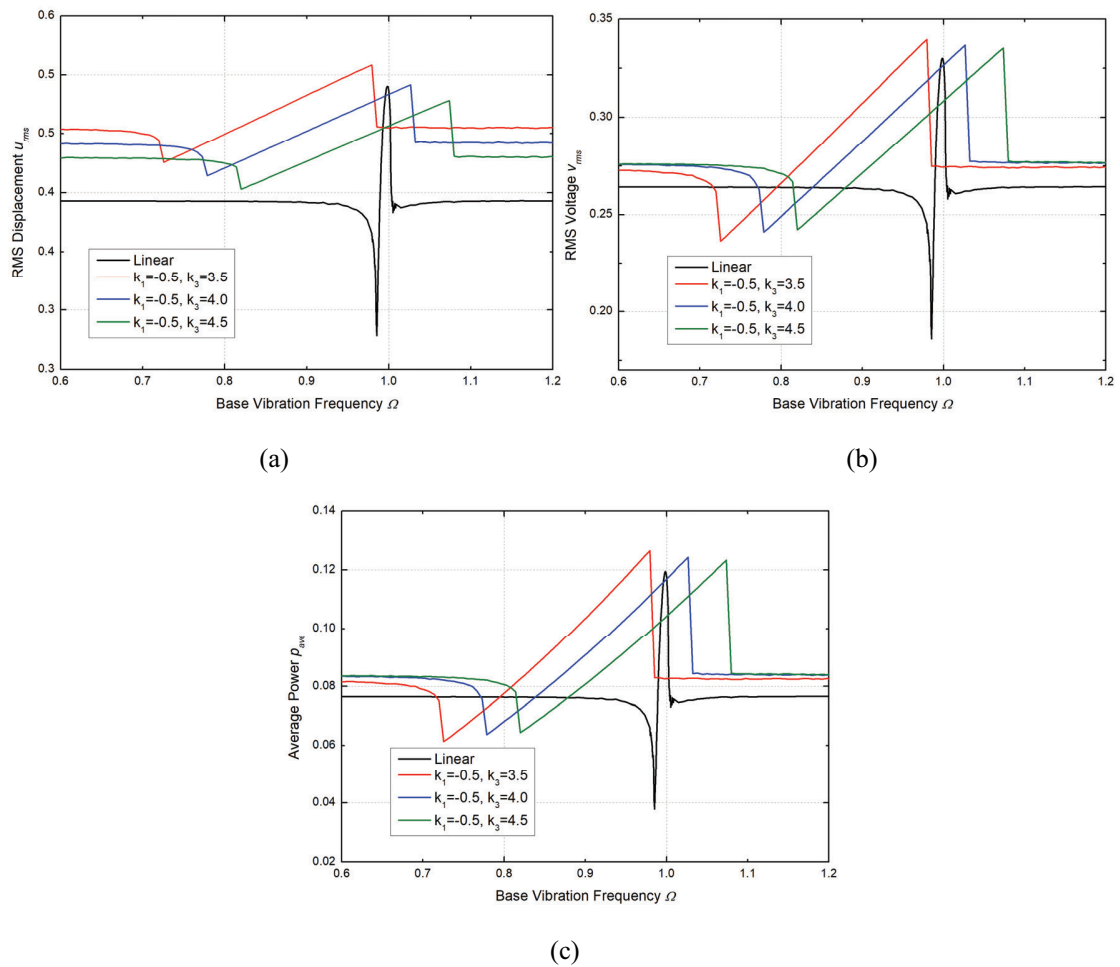 0.6
0.5
0.5
0.4
0.4
0.3
0.3
RMS Displacement u_rms
Linear
k₁=-0.5, k₃=3.5
k₁=-0.5, k₃=4.0
k₁=-0.5, k₃=4.5
0.6 0.7 0.8 0.9 1.0 1.1 1.2
Base Vibration Frequency Ω
(a)
0.35
0.30
0.25
0.20
RMS Voltage v_rms
Linear
k₁=-0.5, k₃=3.5
k₁=-0.5, k₃=4.0
k₁=-0.5, k₃=4.5
0.6 0.7 0.8 0.9 1.0 1.1 1.2
Base Vibration Frequency Ω
(b)
0.14
0.12
0.10
0.08
0.06
0.04
0.02
Average Power p_ave
Linear
k₁=-0.5, k₃=3.5
k₁=-0.5, k₃=4.0
k₁=-0.5, k₃=4.5
0.6 0.7 0.8 0.9 1.0 1.1 1.2
Base Vibration Frequency Ω
(c)